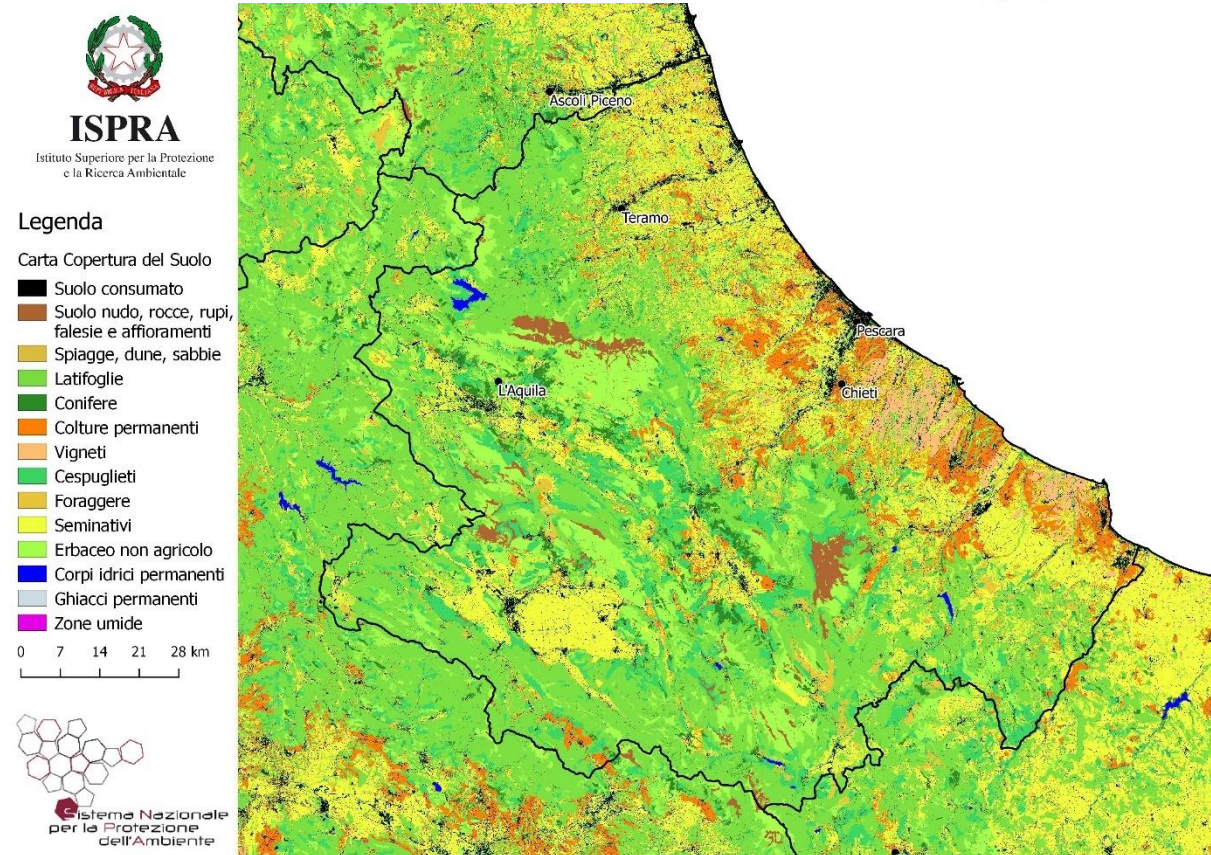 REPVBBLICA ITALIANA
ISPRA
Istituto Superiore per la Protezione
e la Ricerca Ambientale
Legenda
Carta Copertura del Suolo
Suolo consumato
Suolo nudo, rocce, rupi,
falesie e affioramenti
Spiagge, dune, sabbie
Latifoglie
Conifere
Colture permanenti
Vigneti
Cespuglieti
Foraggere
Seminativi
Erbaceo non agricolo
Corpi idrici permanenti
Ghiacci permanenti
Zone umide
0 7 14 21 28 km
Sistema Nazionale
per la Protezione
dell'Ambiente
Ascoli Piceno
Teramo
Pescara
L'Aquila
Chieti